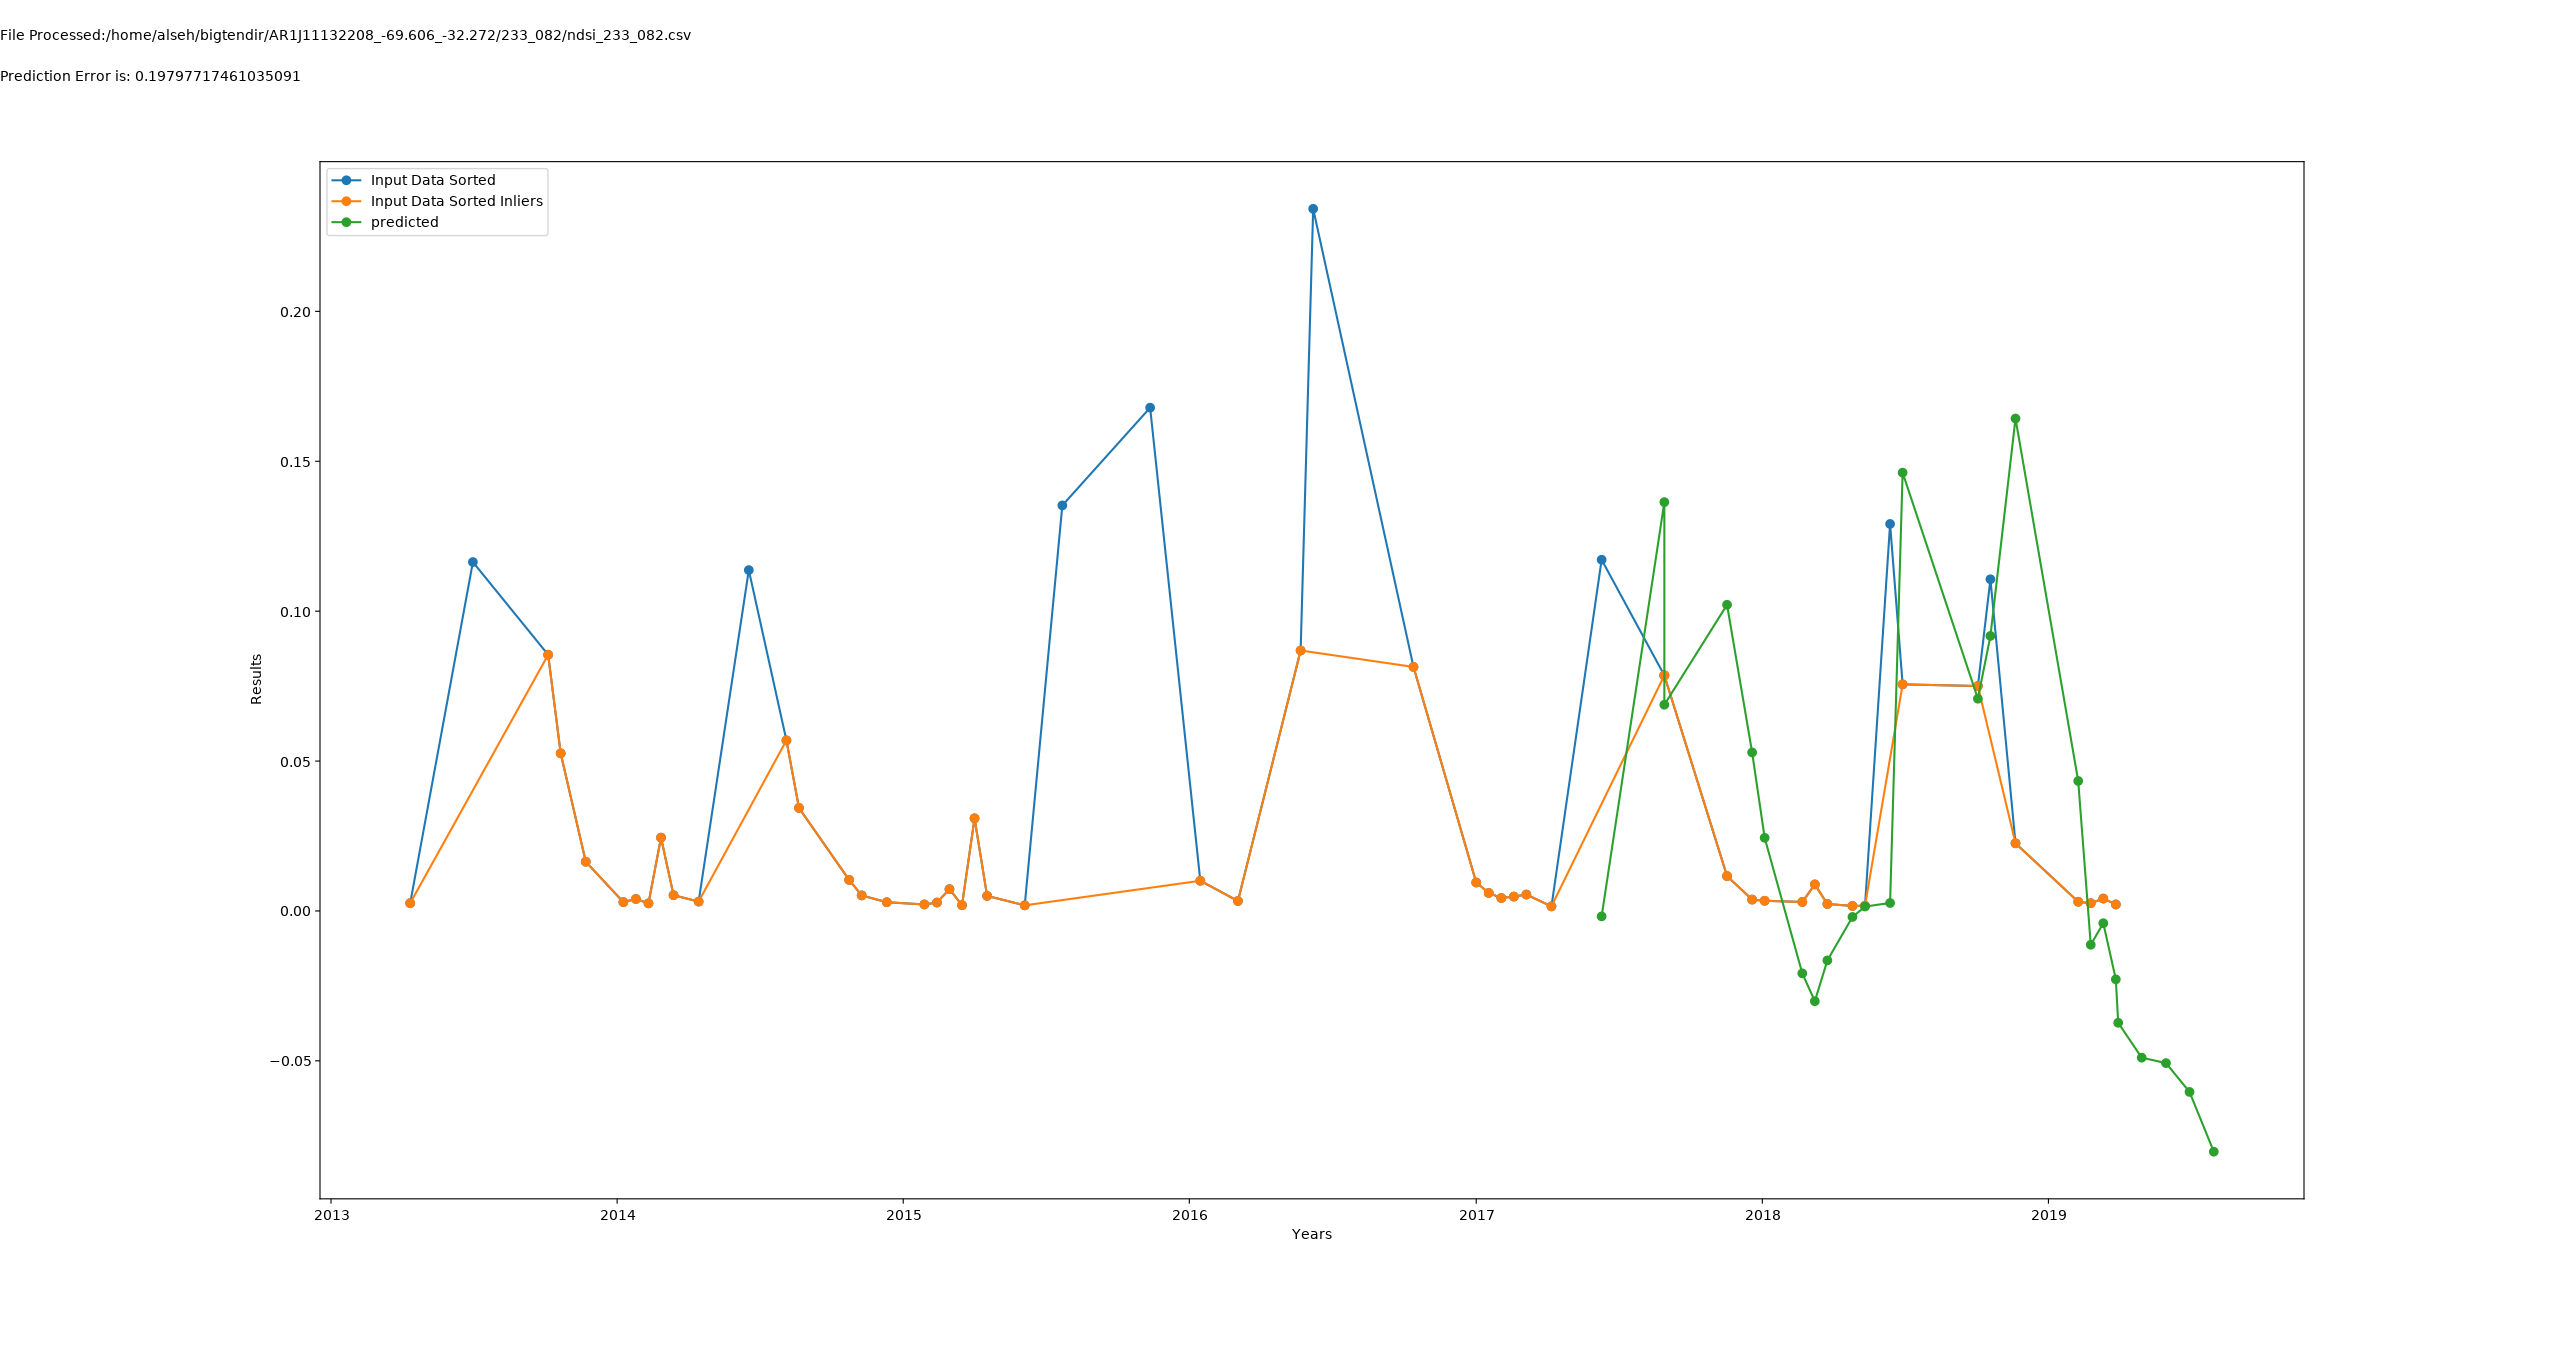 File Processed:/home/alseh/bigtendir/AR1J11132208_-69.606_-32.272/233_082/ndsi_233_082.csv
Prediction Error is: 0.19797717461035091
Input Data Sorted
Input Data Sorted Inliers
predicted
0.20
0.15
0.10
0.05
0.00
−0.05
Results
2013 2014 2015 2016 2017 2018 2019
Years